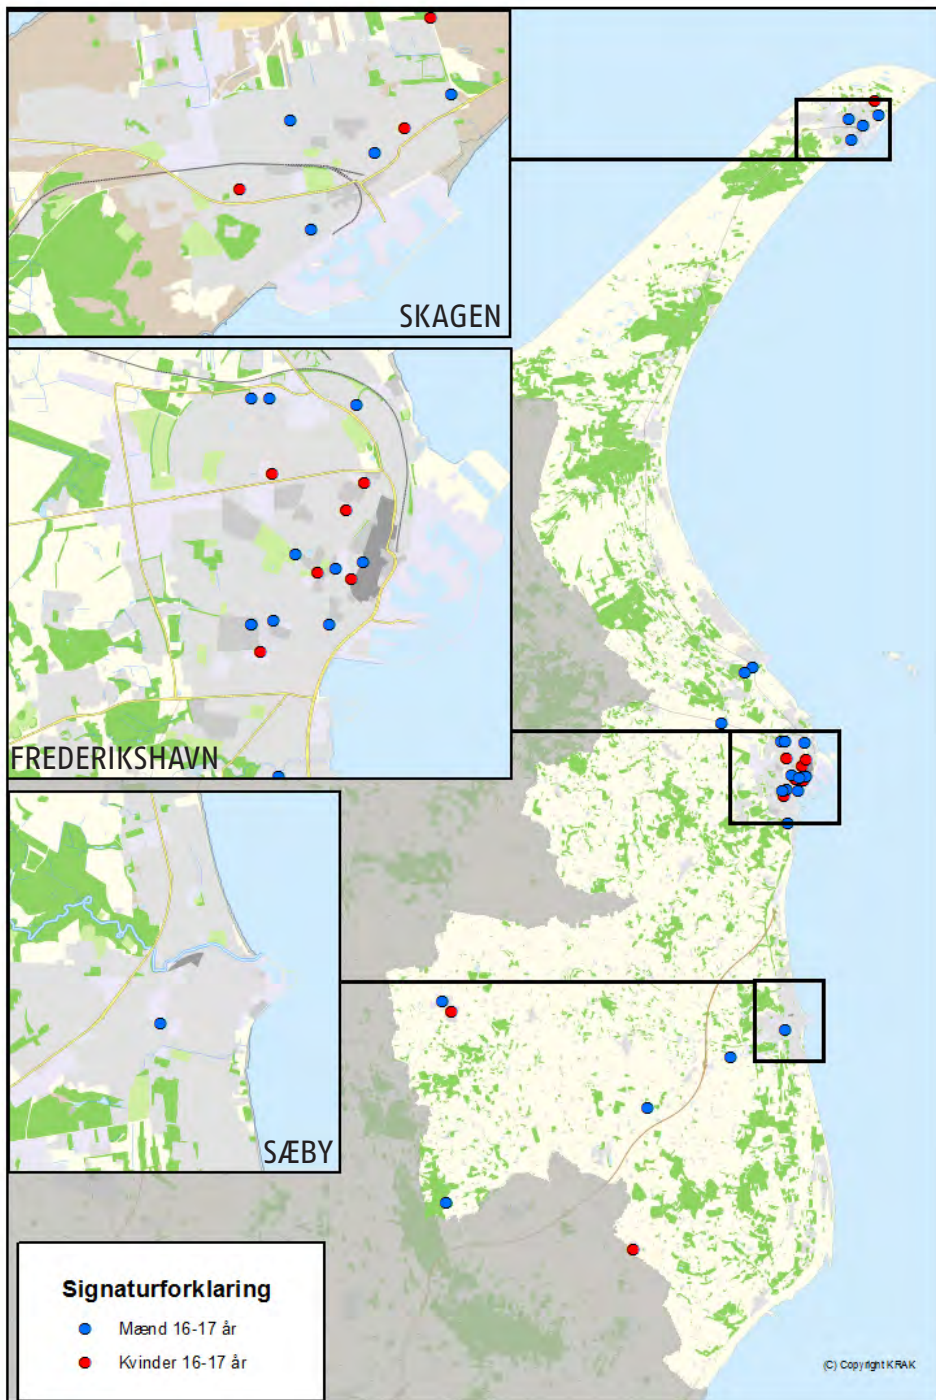 SKAGEN
FREDERIKSHAVN
SÆBY
Signaturforklaring
Mænd 16-17 år
Kvinder 16-17 år
(C) Copyright KRAK